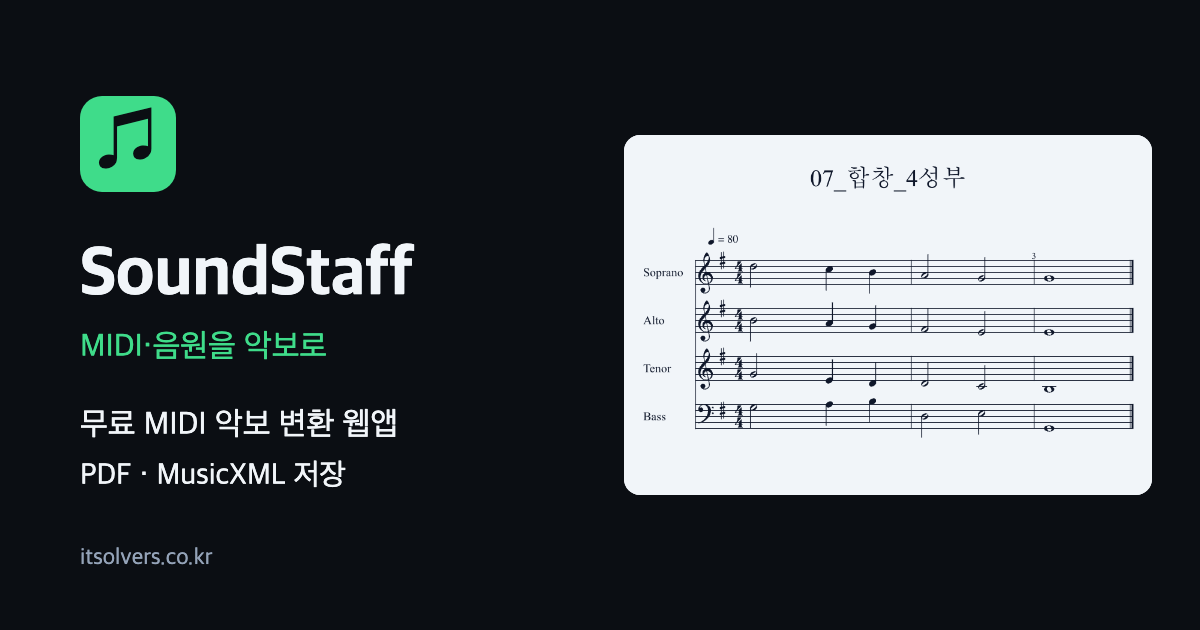 SoundStaff
MIDI·음원을 악보로
무료 MIDI 악보 변환 웹앱
PDF · MusicXML 저장
itsolvers.co.kr
07_합창_4성부
= 80
3
Soprano
Alto
Tenor
Bass